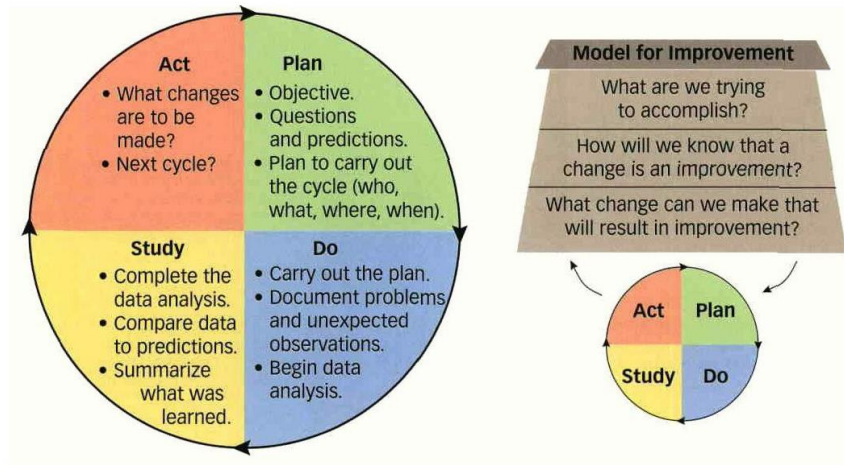 Act
• What changes
are to be
made?
• Next cycle?
Plan
• Objective.
• Questions
and predictions.
• Plan to carry out
the cycle (who,
what, where, when).
Study
• Complete the
data analysis.
• Compare data
to predictions.
• Summarize
what was
learned.
Do
• Carry out the plan.
• Document problems
and unexpected
observations.
• Begin data
analysis.
Model for Improvement
What are we trying
to accomplish?
How will we know that a
change is an improvement?
What change can we make that
will result in improvement?
Act
Plan
Study
Do